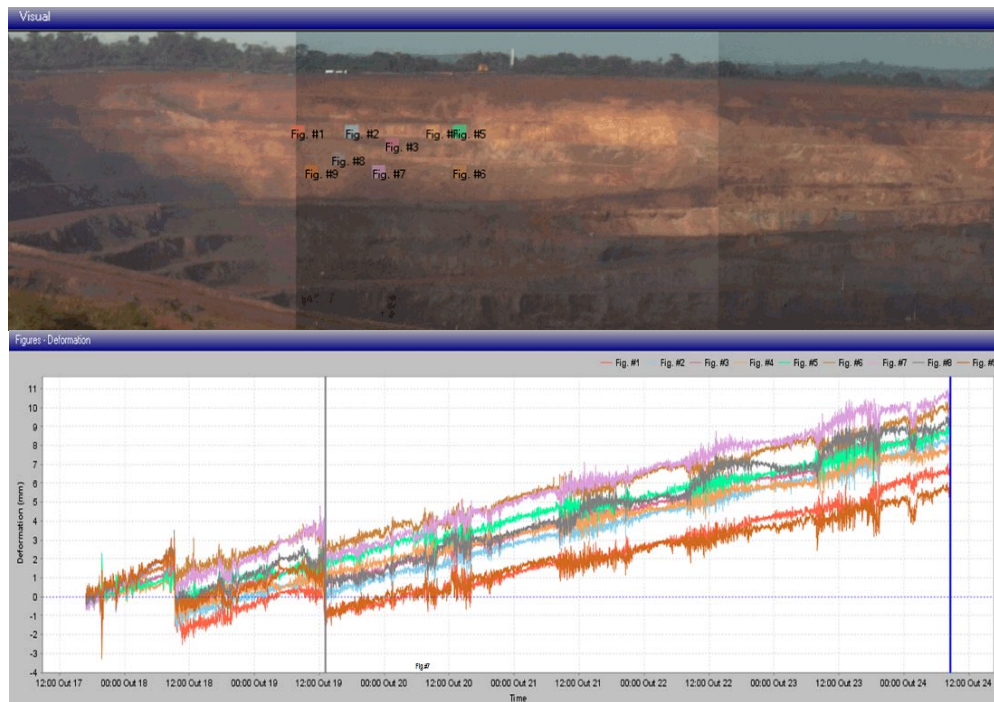 Visual
Fig. #1 Fig. #2 Fig. #5
Fig. #3
Fig. #8
Fig. #9 Fig. #7 Fig. #6
Figures - Deformation
Fig. #1 Fig. #2 Fig. #3 Fig. #4 Fig. #5 Fig. #6 Fig. #7 Fig. #8 Fig. #9
11
10
9
8
7
6
5
4
3
2
1
0
-1
-2
-3
-4
Deformation (mm)
Fig#7
12:00 Out 17 00:00 Out 18 12:00 Out 18 00:00 Out 19 12:00 Out 19 00:00 Out 20 12:00 Out 20 00:00 Out 21 12:00 Out 21 00:00 Out 22 12:00 Out 22 00:00 Out 23 12:00 Out 23 00:00 Out 24 12:00 Out 24
Time